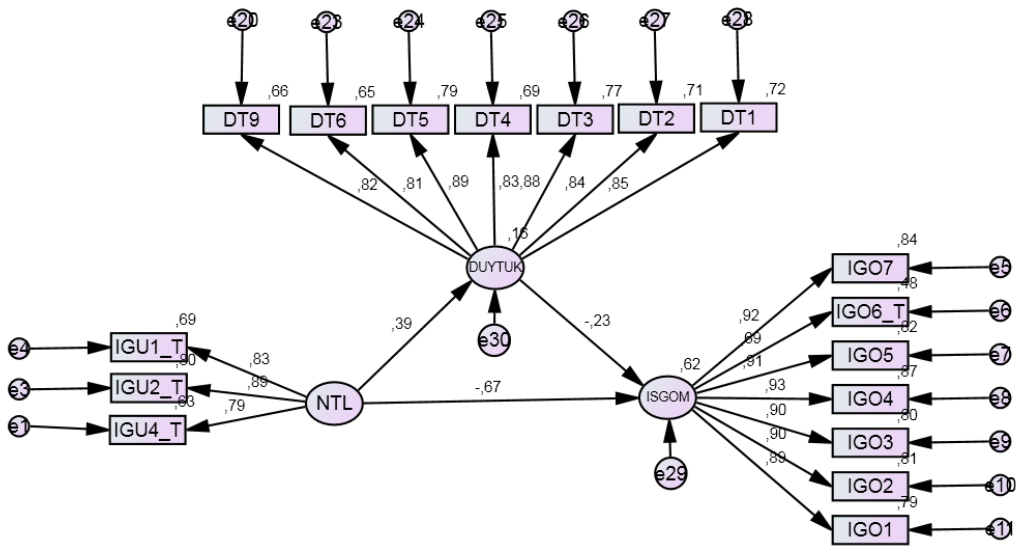 e20 e23 e24 e25 e26 e27 e28
,66 ,65 ,79 ,69 ,77 ,71 ,72
DT9 DT6 DT5 DT4 DT3 DT2 DT1
,82 ,81 ,89 ,83 ,88 ,84 ,85
,16
DUYTUK
e30
,39
-,23
-,67
,69
e4 IGU1_T ,83
,80
e3 IGU2_T ,89
,63
e1 IGU4_T ,79
NTL
,62
ISGOM
e29
,84
,92 IGO7 e5
,48
,69 IGO6_T e6
,82
,91 IGO5 e7
,87
,93 IGO4 e8
,80
,90 IGO3 e9
,81
,90 IGO2 e10
,79
,89 IGO1 e11